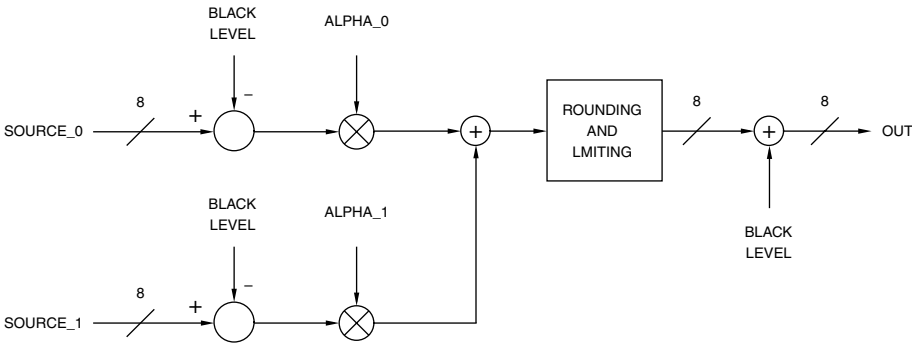 BLACK
LEVEL
ALPHA_0
8
+
−
SOURCE_0
+
ROUNDING
AND
LMITING
8
8
+
OUT
BLACK
LEVEL
BLACK
LEVEL
ALPHA_1
8
+
−
SOURCE_1